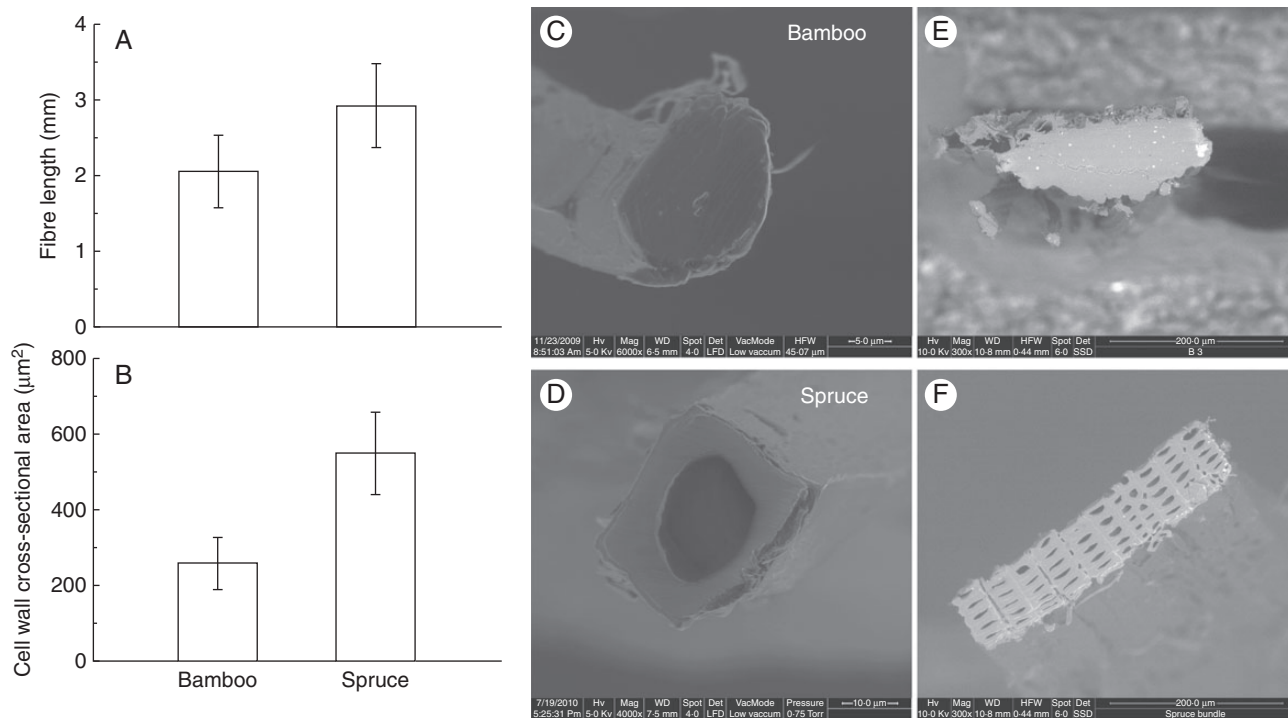 A
4
3
2
1
0
Fibre length (mm)
B
800
600
400
200
0
Cell wall cross-sectional area (µm²)
Bamboo Spruce
C
Bamboo
11/23/2009 Hv Mag WD Spot Det VacMode HFW 5·0 µm
8:51:03 Am 5·0 Kv 6000x 6·5 mm 4·0 LFD Low vaccum 45·07 µm
E
Hv Mag WD HFW Spot Det 200·0 µm
10·0 Kv 300x 10·8 mm 0·44 mm 6·0 SSD B 3
D
Spruce
7/19/2010 Hv Mag WD Spot Det VacMode Pressure 10·0 µm
5:25:31 Pm 5·0 Kv 4000x 7·5 mm 4·0 LFD Low vaccum 0·75 Torr
F
Hv Mag WD HFW Spot Det 200·0 µm
10·0 Kv 300x 10·8 mm 0·44 mm 6·0 SSD Spruce bundle